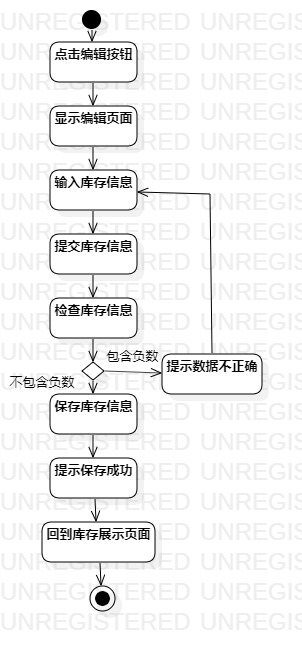 点击编辑按钮
显示编辑页面
输入库存信息
提交库存信息
检查库存信息
包含负数
提示数据不正确
不包含负数
保存库存信息
提示保存成功
回到库存展示页面
UNREGISTERED